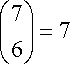 (7
6) = 7